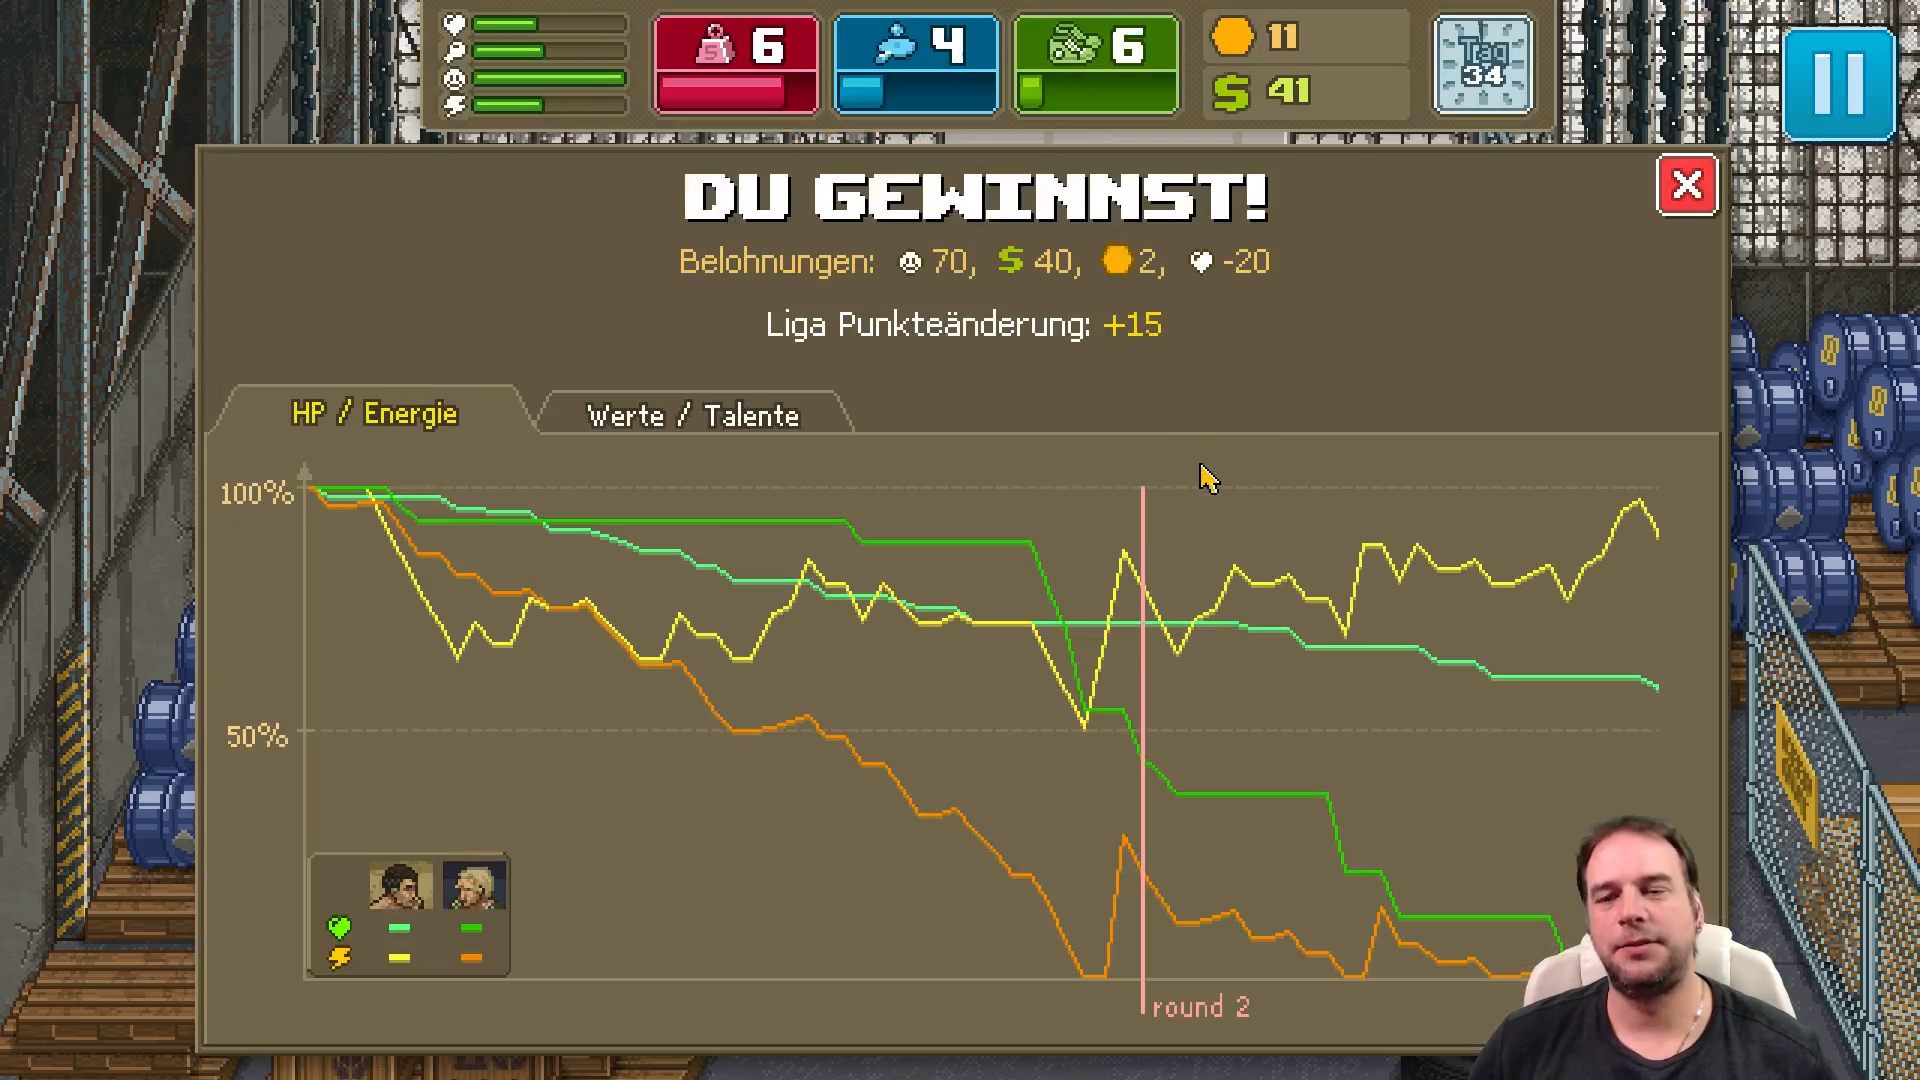 6
4
6
11
41
Tag
34
DU GEWINNST!
Belohnungen: 70, $ 40, 2, -20
Liga Punkteänderung: +15
HP / Energie
Werte / Talente
100%
50%
round 2